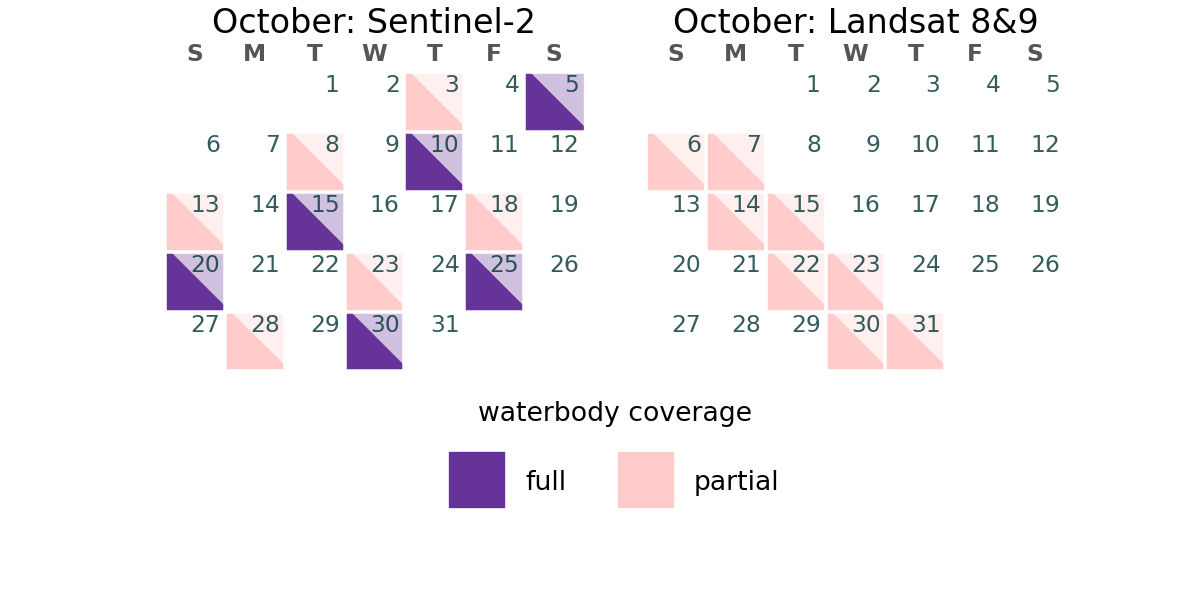 October: Sentinel-2
S M T W T F S
1 2 3 4 5
6 7 8 9 10 11 12
13 14 15 16 17 18 19
20 21 22 23 24 25 26
27 28 29 30 31
October: Landsat 8&9
S M T W T F S
1 2 3 4 5
6 7 8 9 10 11 12
13 14 15 16 17 18 19
20 21 22 23 24 25 26
27 28 29 30 31
waterbody coverage
full
partial